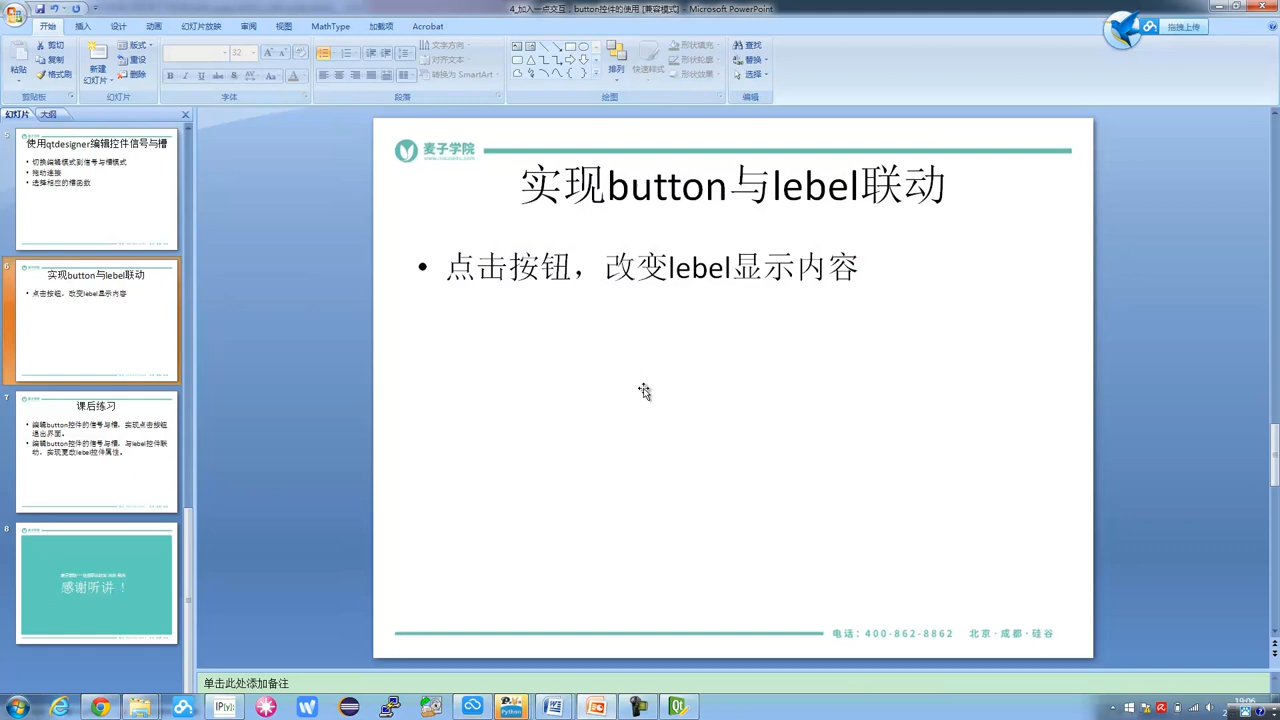 4_加入一点交互：button控件的使用 [兼容模式] - Microsoft PowerPoint
开始 插入 设计 动画 幻灯片放映 审阅 视图 MathType 加载项 Acrobat
拖拽上传
粘贴
剪切
复制
格式刷
剪贴板
新建
幻灯片
版式
重设
删除
幻灯片
32
字体
文字方向
对齐文本
转换为 SmartArt
段落
排列
快速样式
形状填充
形状轮廓
形状效果
绘图
查找
替换
选择
编辑
幻灯片 大纲
5
使用qtdesigner编辑控件信号与槽
• 切换编辑模式到信号与槽模式
• 拖动连接
• 选择相应的槽函数
6
实现button与lebel联动
• 点击按钮，改变lebel显示内容
7
课后练习
• 编辑button控件的信号与槽，实现点击按钮
退出界面。
• 编辑button控件的信号与槽，与lebel控件联
动，实现更改lebel控件属性。
8
感谢听讲！
麦子学院
www.maiziedu.com
实现button与lebel联动
• 点击按钮，改变lebel显示内容
电话：400-862-8862 北京·成都·硅谷
单击此处添加备注
IP[y]:
Python
19:06